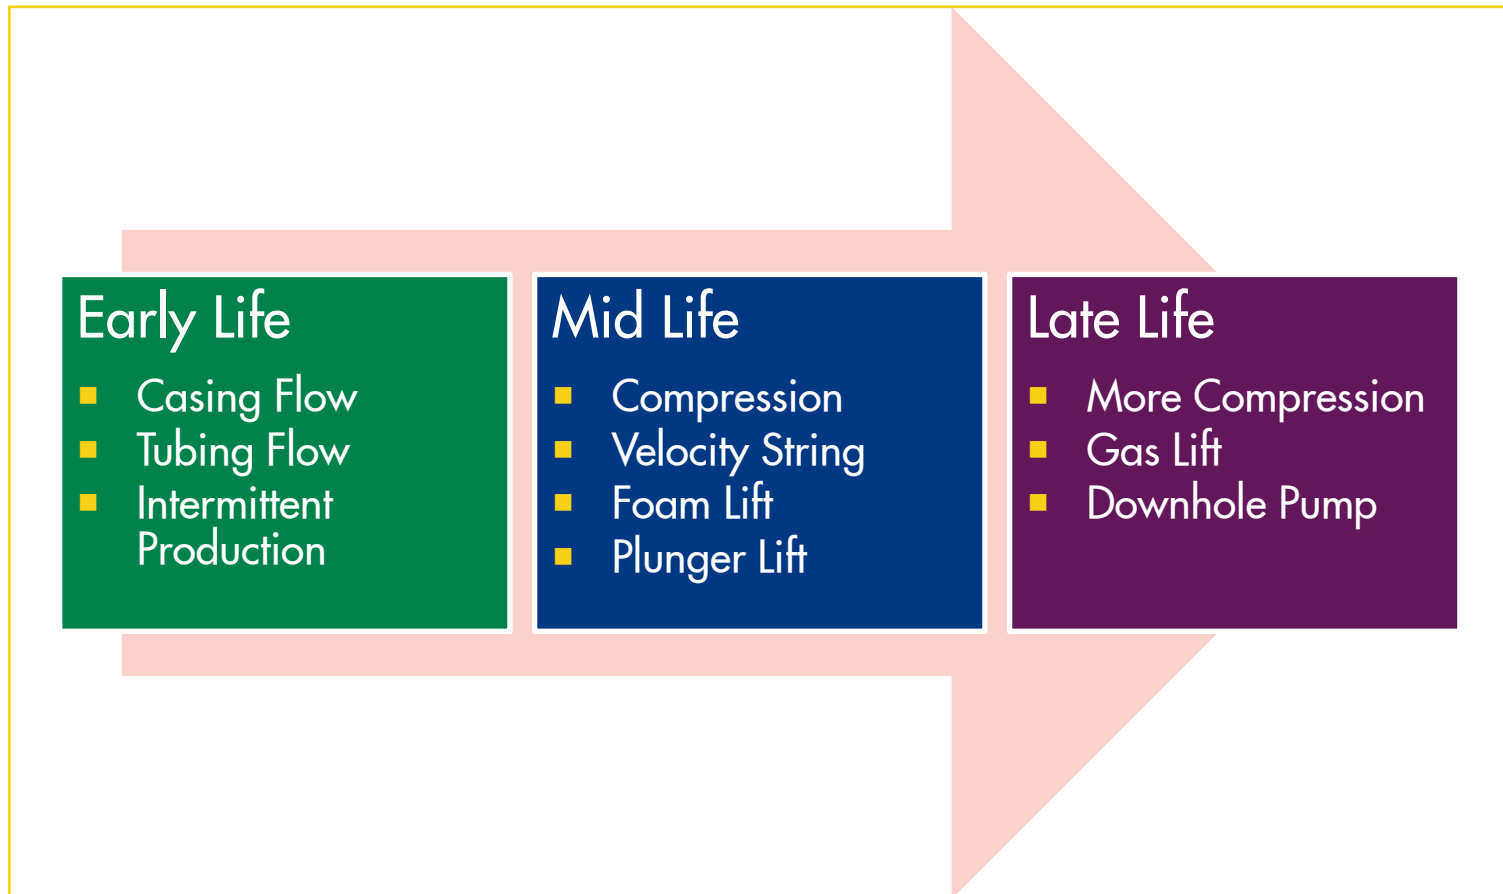 Early Life
Casing Flow
Tubing Flow
Intermittent
Production
Mid Life
Compression
Velocity String
Foam Lift
Plunger Lift
Late Life
More Compression
Gas Lift
Downhole Pump